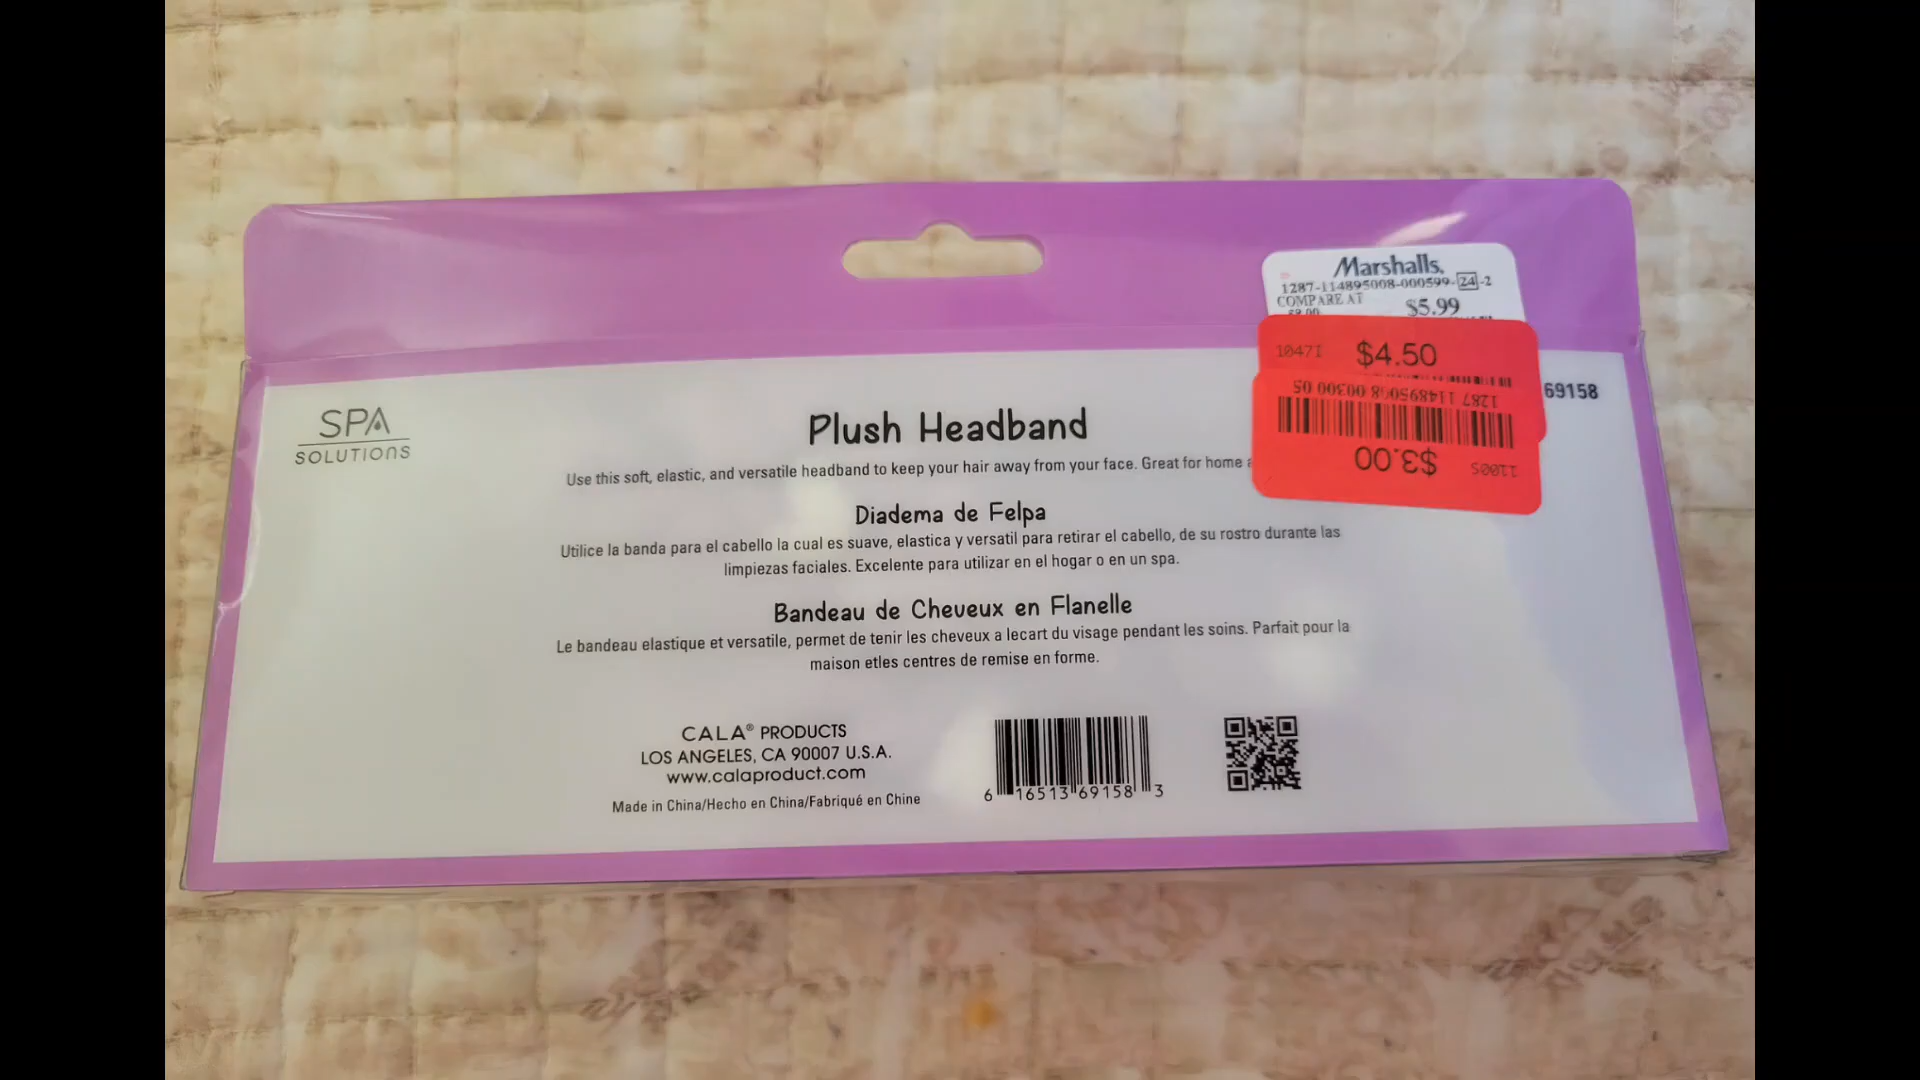 Marshalls.
1287-114895008-000599-24-2
COMPARE AT
$5.99
10471 $4.50
1287 114895008 00300 05
$3.00 11005
69158
SPA
SOLUTIONS
Plush Headband
Use this soft, elastic, and versatile headband to keep your hair away from your face. Great for home
Diadema de Felpa
Utilice la banda para el cabello la cual es suave, elastica y versatil para retirar el cabello, de su rostro durante las
limpiezas faciales. Excelente para utilizar en el hogar o en un spa.
Bandeau de Cheveux en Flanelle
Le bandeau elastique et versatile, permet de tenir les cheveux a lecart du visage pendant les soins. Parfait pour la
maison etles centres de remise en forme.
CALA® PRODUCTS
LOS ANGELES, CA 90007 U.S.A.
www.calaproduct.com
Made in China/Hecho en China/Fabriqué en Chine
6 16513 69158 3